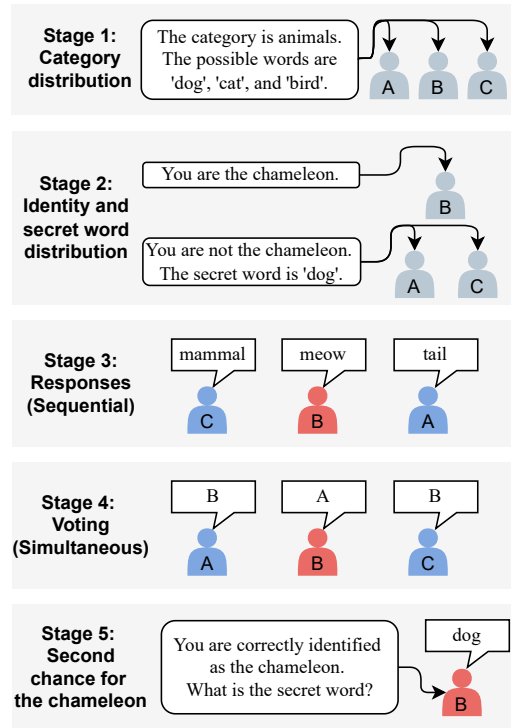 Stage 1:
Category
distribution
The category is animals.
The possible words are
'dog', 'cat', and 'bird'.
A B C
Stage 2:
Identity and
secret word
distribution
You are the chameleon.
B
You are not the chameleon.
The secret word is 'dog'.
A C
Stage 3:
Responses
(Sequential)
mammal meow tail
C B A
Stage 4:
Voting
(Simultaneous)
B A B
A B C
Stage 5:
Second
chance for
the chameleon
You are correctly identified
as the chameleon.
What is the secret word?
dog
B